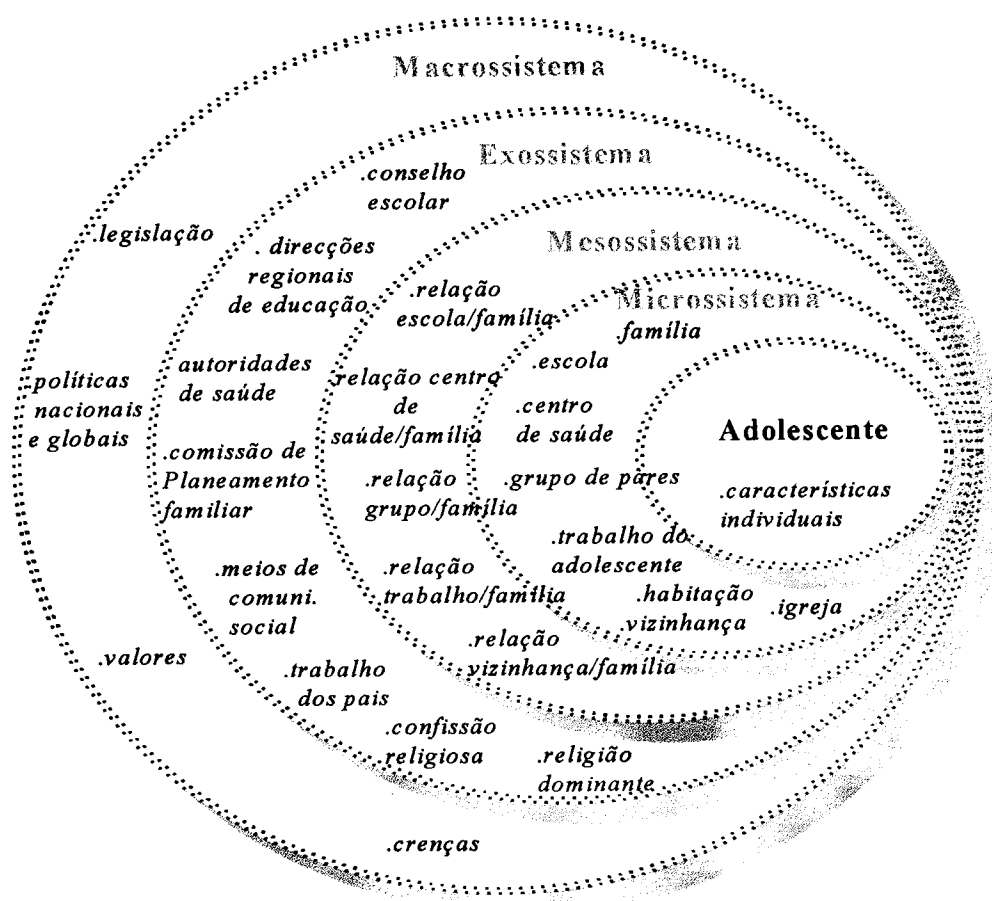 Macrossistema
Exossistema
.conselho
escolar
.legislação
. direcções
regionais
de educação
Mesossistema
.relação
escola/família
Microssistema
.família
.escola
.políticas
nacionais
e globais
autoridades
de saúde
.relação centro
de
saúde/família
.centro
de saúde
Adolescente
.características
individuais
.comissão de
Planeamento
familiar
.relação
grupo/família
.grupo de pares
.trabalho do
adolescente
.meios de
comuni.
social
.relação
trabalho/família
.habitação
.vizinhança
.igreja
.relação
vizinhança/família
.valores
.trabalho
dos pais
.confissão
.religiosa
.religião
dominante
.crenças